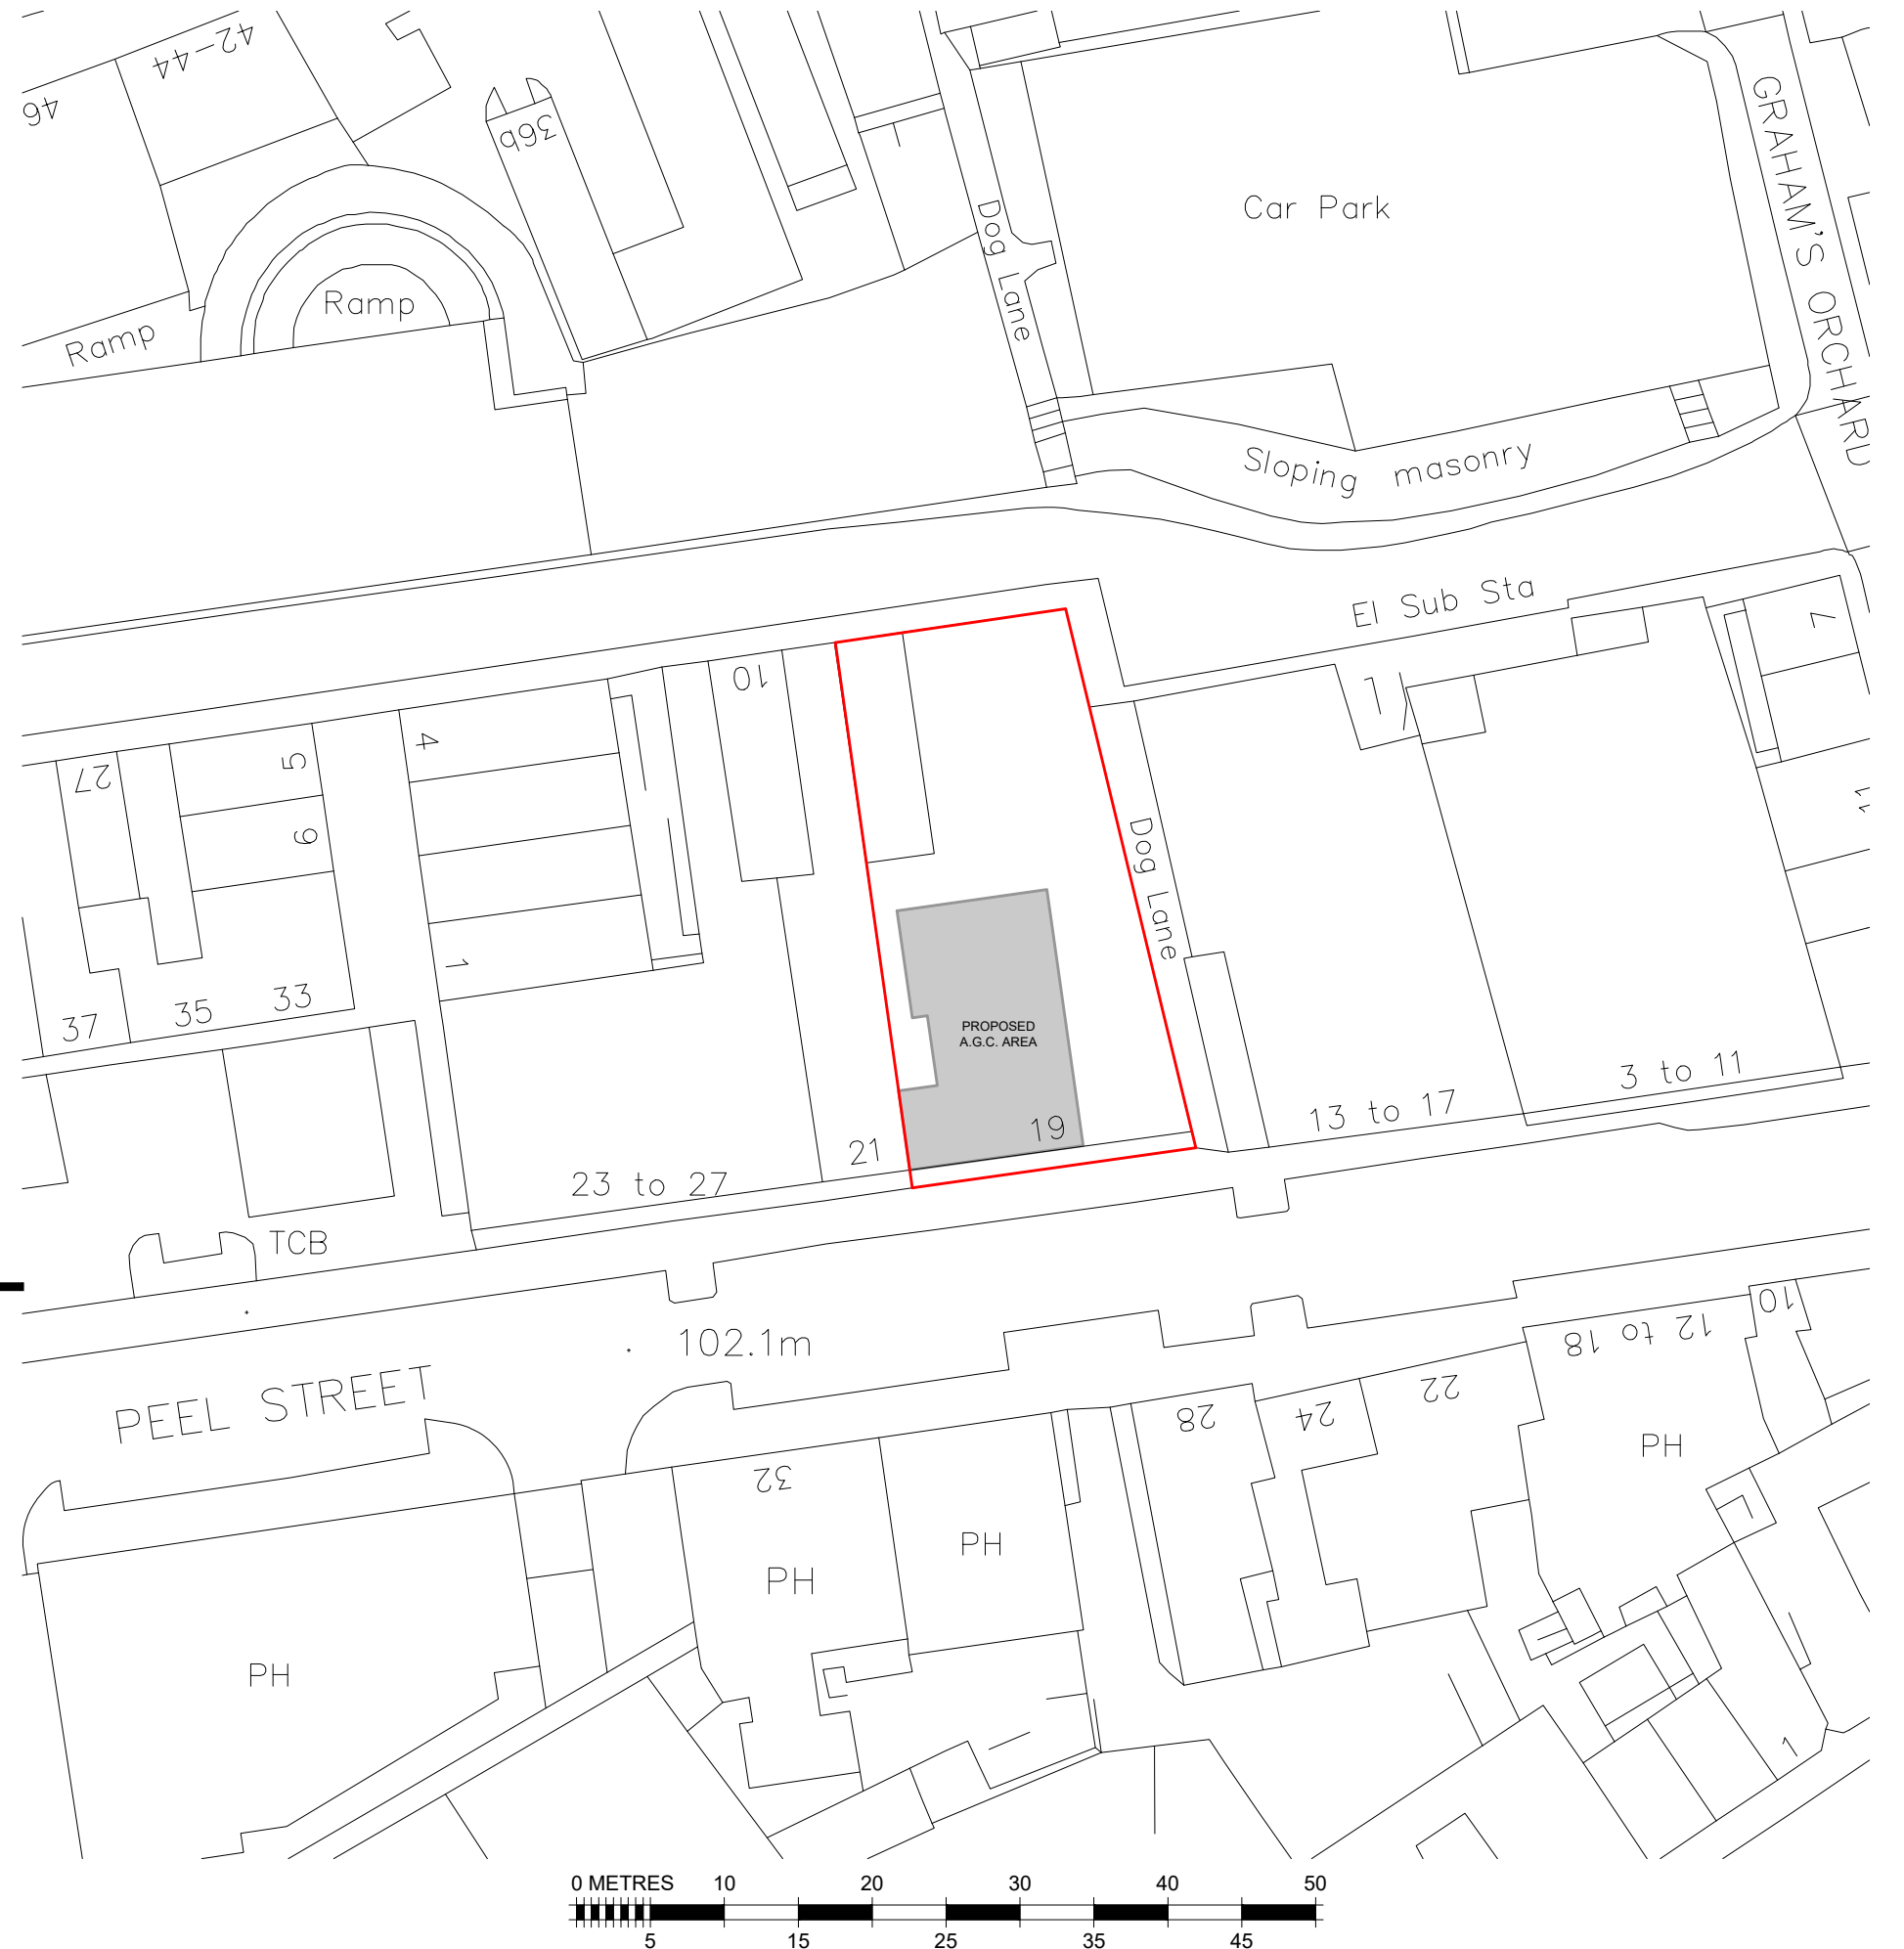 42-44
46
36b
GRAHAM'S ORCHARD
Car Park
Dog Lane
Ramp
Ramp
Sloping masonry
El Sub Sta
7
10
L
4
5
27
11
6
Dog Lane
1
33
35
37
PROPOSED
A.G.C. AREA
3 to 11
13 to 17
19
21
23 to 27
TCB
10
12 to 18
102.1m
PEEL STREET
22
24
28
PH
32
PH
PH
PH
1
0 METRES 10 20 30 40 50
5 15 25 35 45